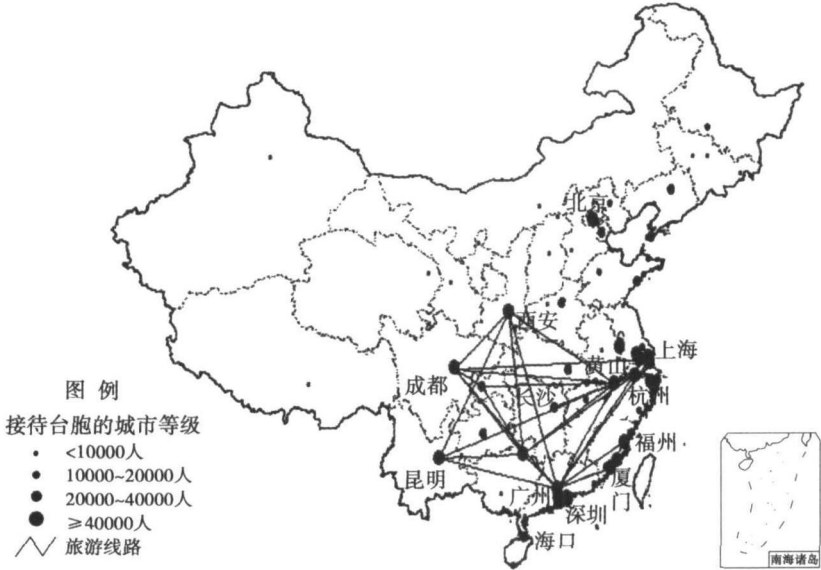 北京
西安
上海
黄山
成都
长沙
杭州
福州
昆明
厦门
广州
深圳
海口
图 例
接待台胞的城市等级
<10000人
10000~20000人
20000~40000人
≥40000人
旅游线路
南海诸岛